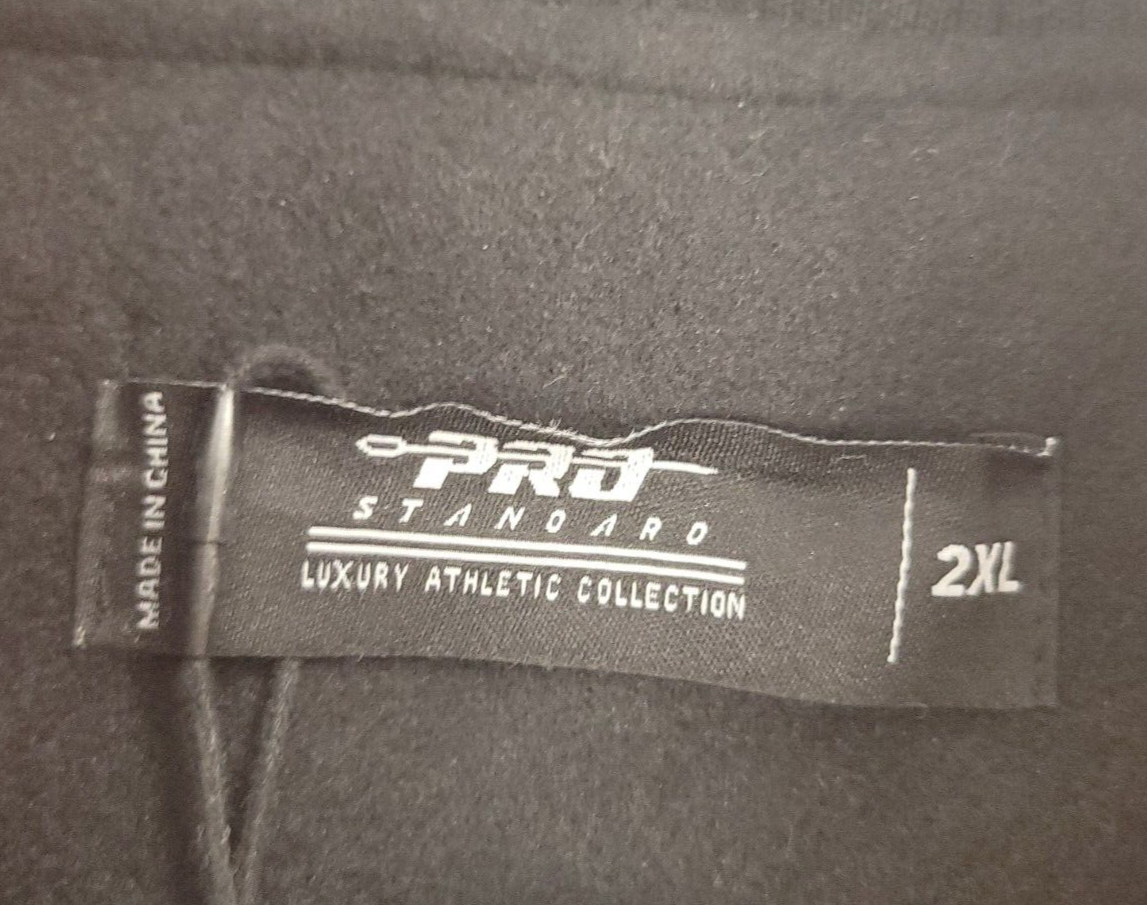 MADE IN CHINA
PRO
STANDARD
LUXURY ATHLETIC COLLECTION
2XL